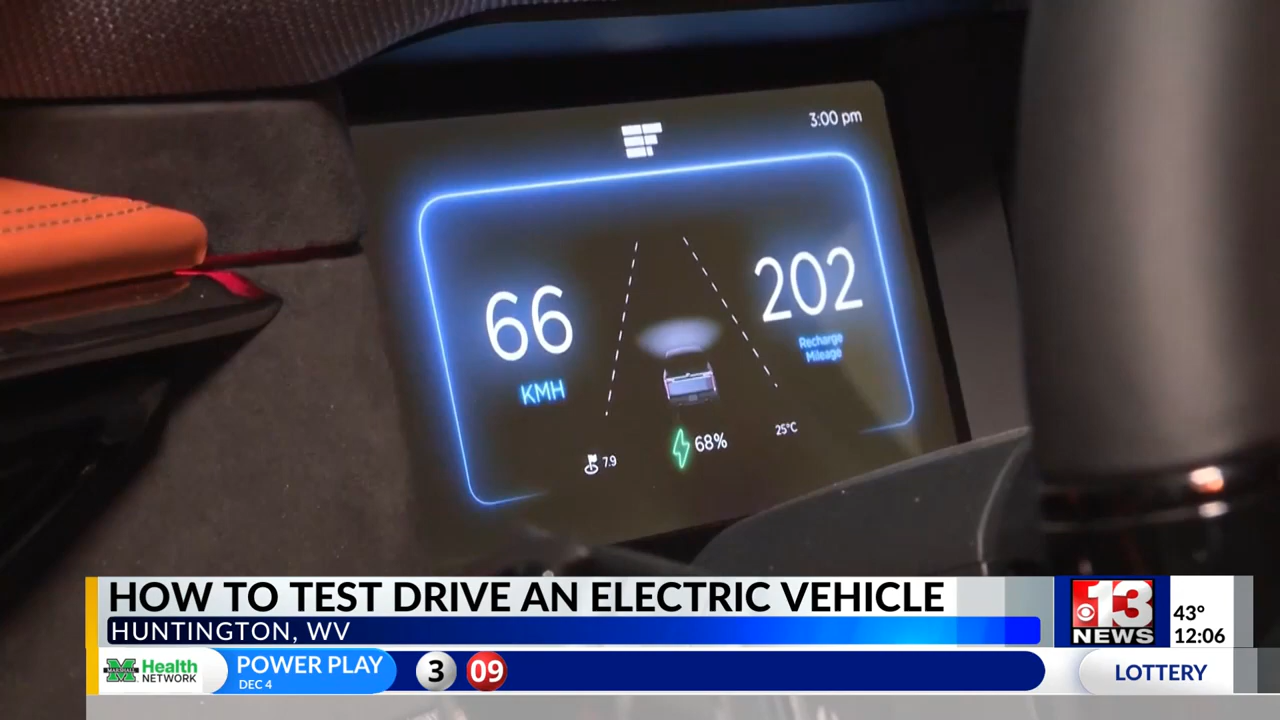 3:00 pm
66
KMH
202
Recharge
Mileage
7.9
68%
25°C
HOW TO TEST DRIVE AN ELECTRIC VEHICLE
HUNTINGTON, WV
13
NEWS
43°
12:06
MARSHALL
Health
NETWORK
POWER PLAY
DEC 4
3
09
LOTTERY